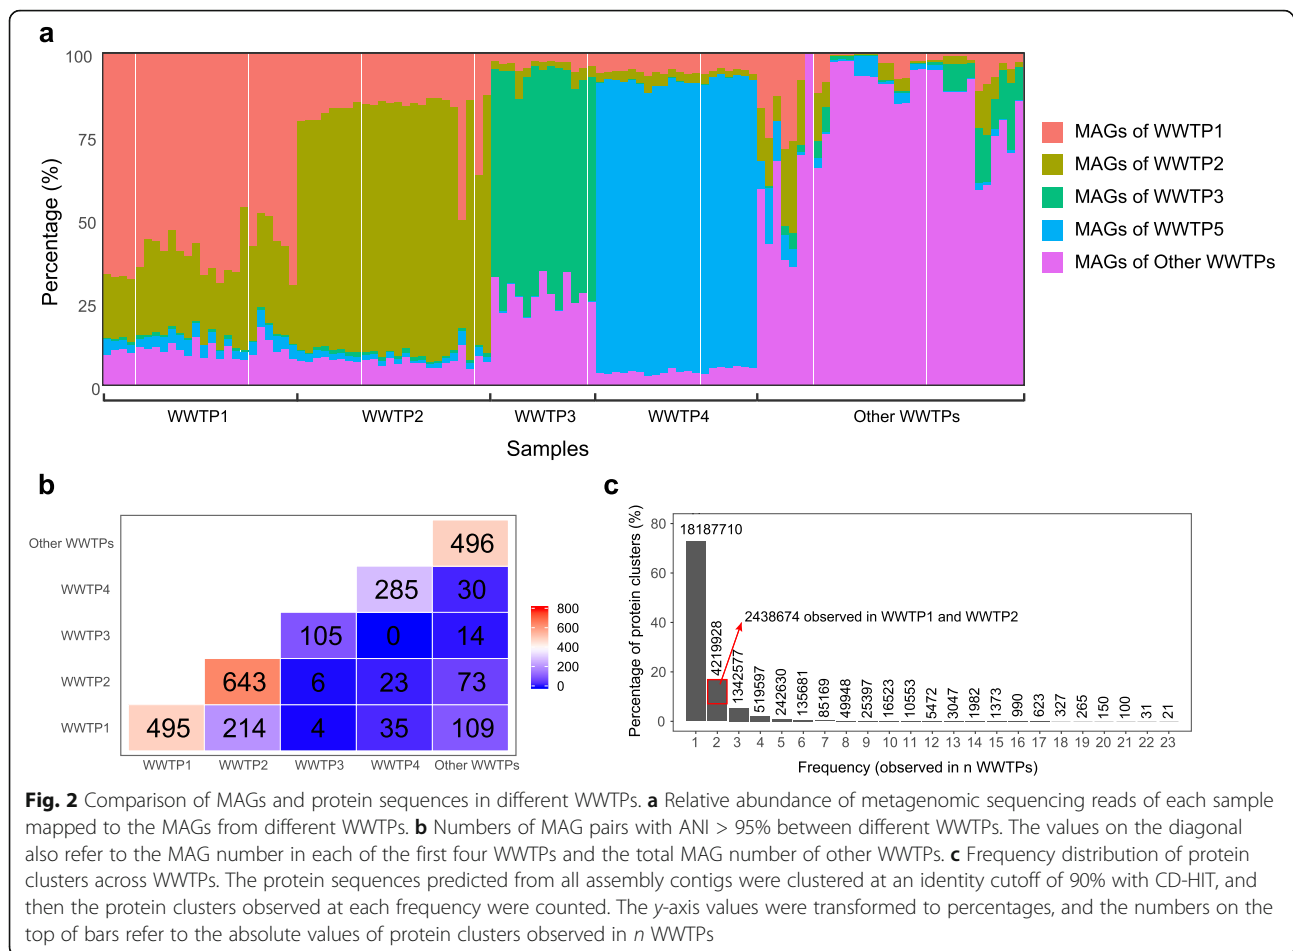 a
100
75
50
25
0
Percentage (%)
WWTP1
WWTP2
WWTP3
WWTP4
Other WWTPs
Samples
MAGs of WWTP1
MAGs of WWTP2
MAGs of WWTP3
MAGs of WWTP5
MAGs of Other WWTPs
b
Other WWTPs
496
WWTP4
285
30
WWTP3
105
0
14
WWTP2
643
6
23
73
WWTP1
495
214
4
35
109
WWTP1
WWTP2
WWTP3
WWTP4
Other WWTPs
800
600
400
200
0
c
Percentage of protein clusters (%)
80
60
40
20
0
18187710
4219928
1342577
519597
242630
135681
85169
49948
25397
16523
10553
5472
3047
1982
1373
990
623
327
265
150
100
31
21
2438674 observed in WWTP1 and WWTP2
1 2 3 4 5 6 7 8 9 10 11 12 13 14 15 16 17 18 19 20 21 22 23
Frequency (observed in n WWTPs)
Fig. 2 Comparison of MAGs and protein sequences in different WWTPs. a Relative abundance of metagenomic sequencing reads of each sample
mapped to the MAGs from different WWTPs. b Numbers of MAG pairs with ANI > 95% between different WWTPs. The values on the diagonal
also refer to the MAG number in each of the first four WWTPs and the total MAG number of other WWTPs. c Frequency distribution of protein
clusters across WWTPs. The protein sequences predicted from all assembly contigs were clustered at an identity cutoff of 90% with CD-HIT, and
then the protein clusters observed at each frequency were counted. The y-axis values were transformed to percentages, and the numbers on the
top of bars refer to the absolute values of protein clusters observed in n WWTPs